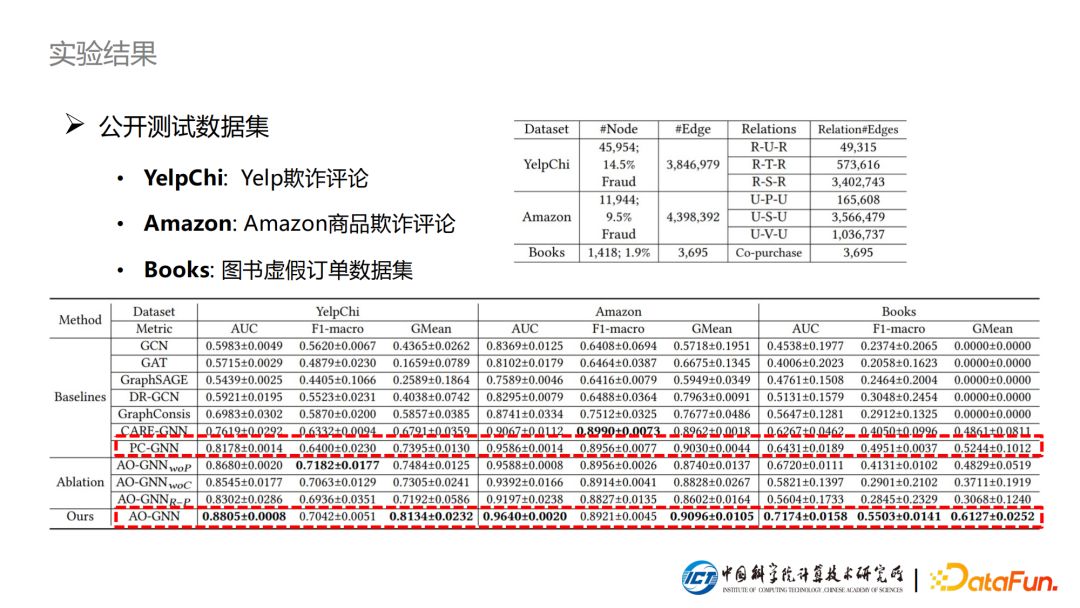 实验结果
公开测试数据集
• YelpChi: Yelp欺诈评论
• Amazon: Amazon商品欺诈评论
• Books: 图书虚假订单数据集
Dataset #Node #Edge Relations Relation#Edges
YelpChi 45,954; 14.5% Fraud 3,846,979 R-U-R 49,315
R-T-R 573,616
R-S-R 3,402,743
Amazon 11,944; 9.5% Fraud 4,398,392 U-P-U 165,608
U-S-U 3,566,479
U-V-U 1,036,737
Books 1,418; 1.9% 3,695 Co-purchase 3,695
Method Dataset YelpChi Amazon Books
Metric AUC F1-macro GMean AUC F1-macro GMean AUC F1-macro GMean
Baselines GCN 0.5983±0.0049 0.5620±0.0067 0.4365±0.0262 0.8369±0.0125 0.6408±0.0694 0.5718±0.1951 0.4538±0.1977 0.2374±0.2065 0.0000±0.0000
GAT 0.5715±0.0029 0.4879±0.0230 0.1659±0.0789 0.8102±0.0179 0.6464±0.0387 0.6675±0.1345 0.4006±0.2023 0.2058±0.1623 0.0000±0.0000
GraphSAGE 0.5439±0.0025 0.4405±0.1066 0.2589±0.1864 0.7589±0.0046 0.6416±0.0079 0.5949±0.0349 0.4761±0.1508 0.2464±0.2004 0.0000±0.0000
DR-GCN 0.5921±0.0195 0.5523±0.0231 0.4038±0.0742 0.8295±0.0079 0.6488±0.0364 0.7963±0.0091 0.5131±0.1579 0.3048±0.2454 0.0000±0.0000
GraphConsis 0.6983±0.0302 0.5870±0.0200 0.5857±0.0385 0.8741±0.0334 0.7512±0.0325 0.7677±0.0486 0.5647±0.1281 0.2912±0.1325 0.0000±0.0000
CARE-GNN 0.7619±0.0292 0.6332±0.0094 0.6791±0.0359 0.9067±0.0112 0.8990±0.0073 0.8962±0.0018 0.6267±0.0462 0.4050±0.0996 0.4861±0.0811
PC-GNN 0.8178±0.0014 0.6400±0.0230 0.7395±0.0130 0.9586±0.0014 0.8956±0.0077 0.9030±0.0044 0.6431±0.0189 0.4951±0.0037 0.5244±0.1012
Ablation AO-GNN woP 0.8680±0.0020 0.7182±0.0177 0.7484±0.0125 0.9588±0.0008 0.8956±0.0026 0.8740±0.0137 0.6720±0.0111 0.4131±0.0102 0.4829±0.0519
AO-GNN woC 0.8545±0.0177 0.7063±0.0129 0.7305±0.0241 0.9392±0.0166 0.8914±0.0041 0.8828±0.0267 0.5821±0.1397 0.2901±0.2102 0.3711±0.1919
AO-GNN R−P 0.8302±0.0286 0.6936±0.0351 0.7192±0.0586 0.9197±0.0238 0.8827±0.0135 0.8602±0.0164 0.5604±0.1733 0.2845±0.2329 0.3068±0.1240
Ours AO-GNN 0.8805±0.0008 0.7042±0.0051 0.8134±0.0232 0.9640±0.0020 0.8921±0.0045 0.9096±0.0105 0.7174±0.0158 0.5503±0.0141 0.6127±0.0252
ICT 中国科学院计算技术研究所 | DataFun.
INSTITUTE OF COMPUTING TECHNOLOGY, CHINESE ACADEMY OF SCIENCES